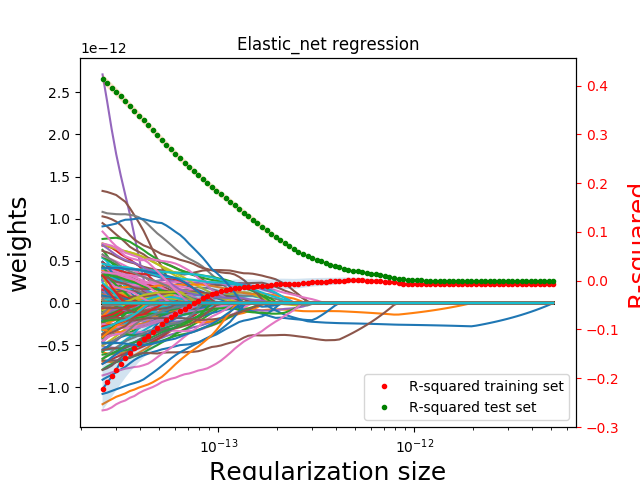 Elastic_net regression
1e−12
2.5
2.0
1.5
1.0
0.5
0.0
−0.5
−1.0
weights
0.4
0.3
0.2
0.1
0.0
−0.1
−0.2
−0.3
R-squared
R-squared training set
R-squared test set
10⁻¹³
10⁻¹²
Regularization size